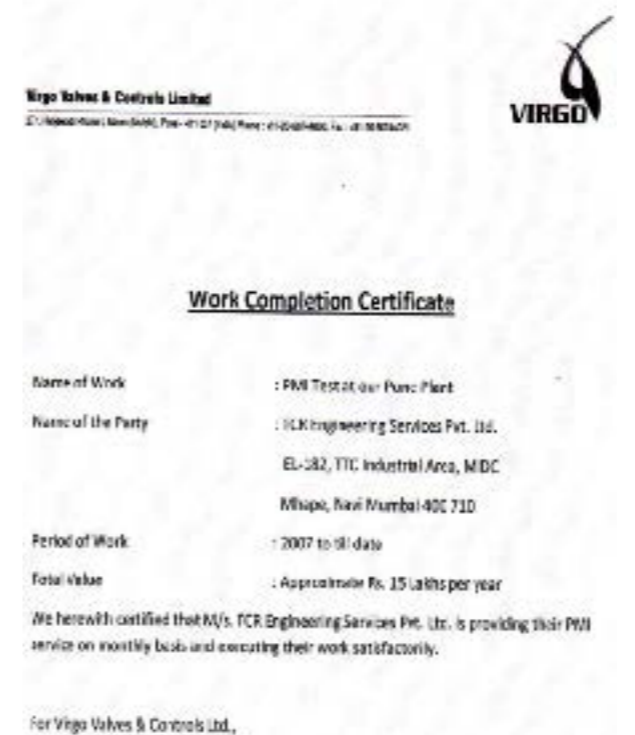 VIRGO
Virgo Valves & Controls Limited
Work Completion Certificate
Name of Work : PMI Test at our Pune Plant
Name of the Party : TCR Engineering Services Pvt. Ltd.
EL-182, TTC Industrial Area, MIDC
Mhape, Navi Mumbai 400 710
Period of Work : 2007 to till date
Total Value : Approximate Rs. 15 Lakhs per year
We herewith certified that M/s. TCR Engineering Services Pvt. Ltd. is providing their PMI
service on monthly basis and executing their work satisfactorily.
For Virgo Valves & Controls Ltd.,